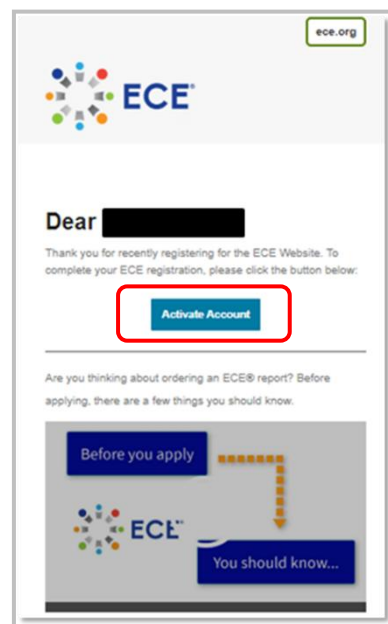 ece.org
ECE®
Dear
Thank you for recently registering for the ECE Website. To
complete your ECE registration, please click the button below:
Activate Account
Are you thinking about ordering an ECE® report? Before
applying, there are a few things you should know.
Before you apply
ECE
You should know...